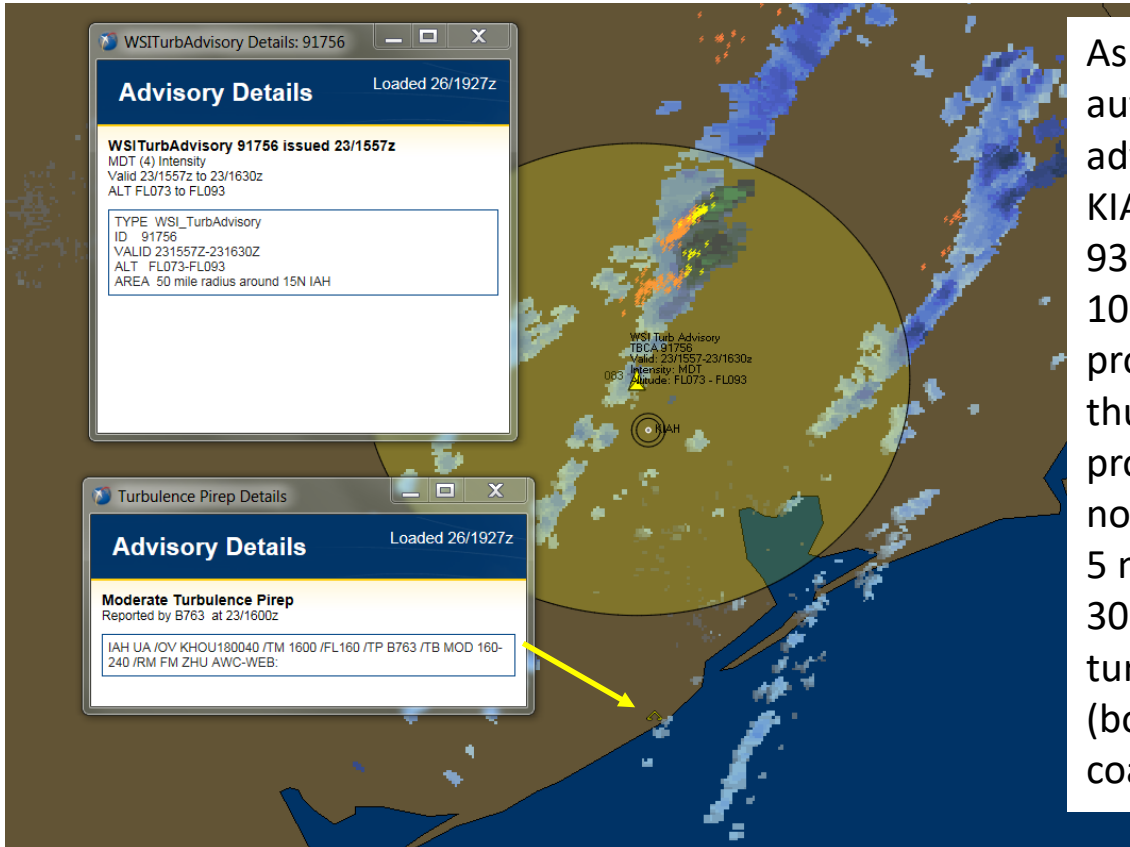 WSITurbAdvisory Details: 91756
Advisory Details
Loaded 26/1927z
WSITurbAdvisory 91756 issued 23/1557z
MDT (4) Intensity
Valid 23/1557z to 23/1630z
ALT FL073 to FL093
TYPE WSI_TurbAdvisory
ID 91756
VALID 231557Z-231630Z
ALT FL073-FL093
AREA 50 mile radius around 15N IAH
WSI Turb Advisory
TBCA 91756
Valid: 23/1557-23/1630z
Intensity: MDT
Altitude: FL073 - FL093
083
KIAH
Turbulence Pirep Details
Advisory Details
Loaded 26/1927z
Moderate Turbulence Pirep
Reported by B763 at 23/1600z
IAH UA /OV KHOU180040 /TM 1600 /FL160 /TP B763 /TB MOD 160-
240 /RM FM ZHU AWC-WEB:
As
KIA
93
10
pro
thu
pro
no
5
30
tur
(bo
coa